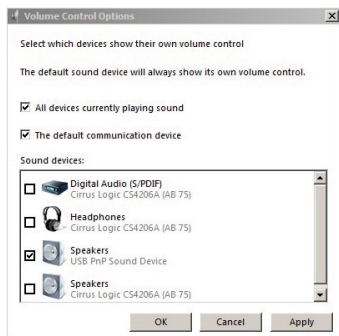 Volume Control Options
Select which devices show their own volume control
The default sound device will always show its own volume control.
All devices currently playing sound
The default communication device
Sound devices:
Digital Audio (S/PDIF)
Cirrus Logic CS4206A (AB 75)
Headphones
Cirrus Logic CS4206A (AB 75)
Speakers
USB PnP Sound Device
Speakers
Cirrus Logic CS4206A (AB 75)
OK
Cancel
Apply